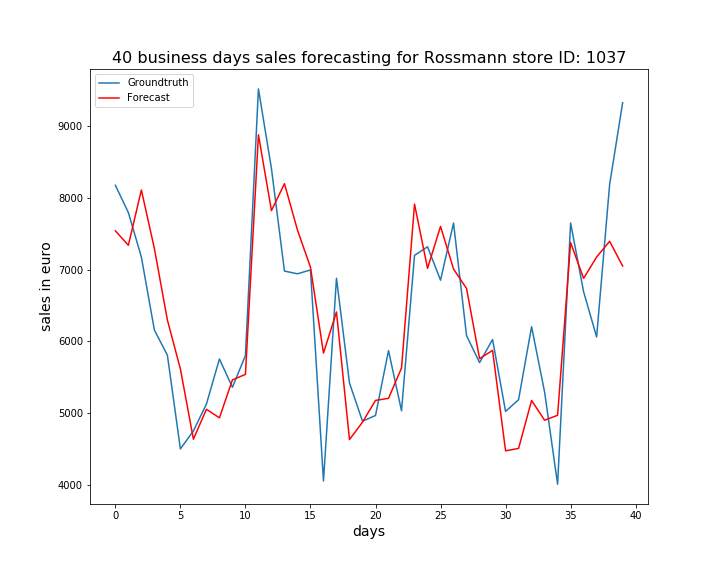 40 business days sales forecasting for Rossmann store ID: 1037
Groundtruth
Forecast
9000
8000
7000
6000
5000
4000
sales in euro
0 5 10 15 20 25 30 35 40
days